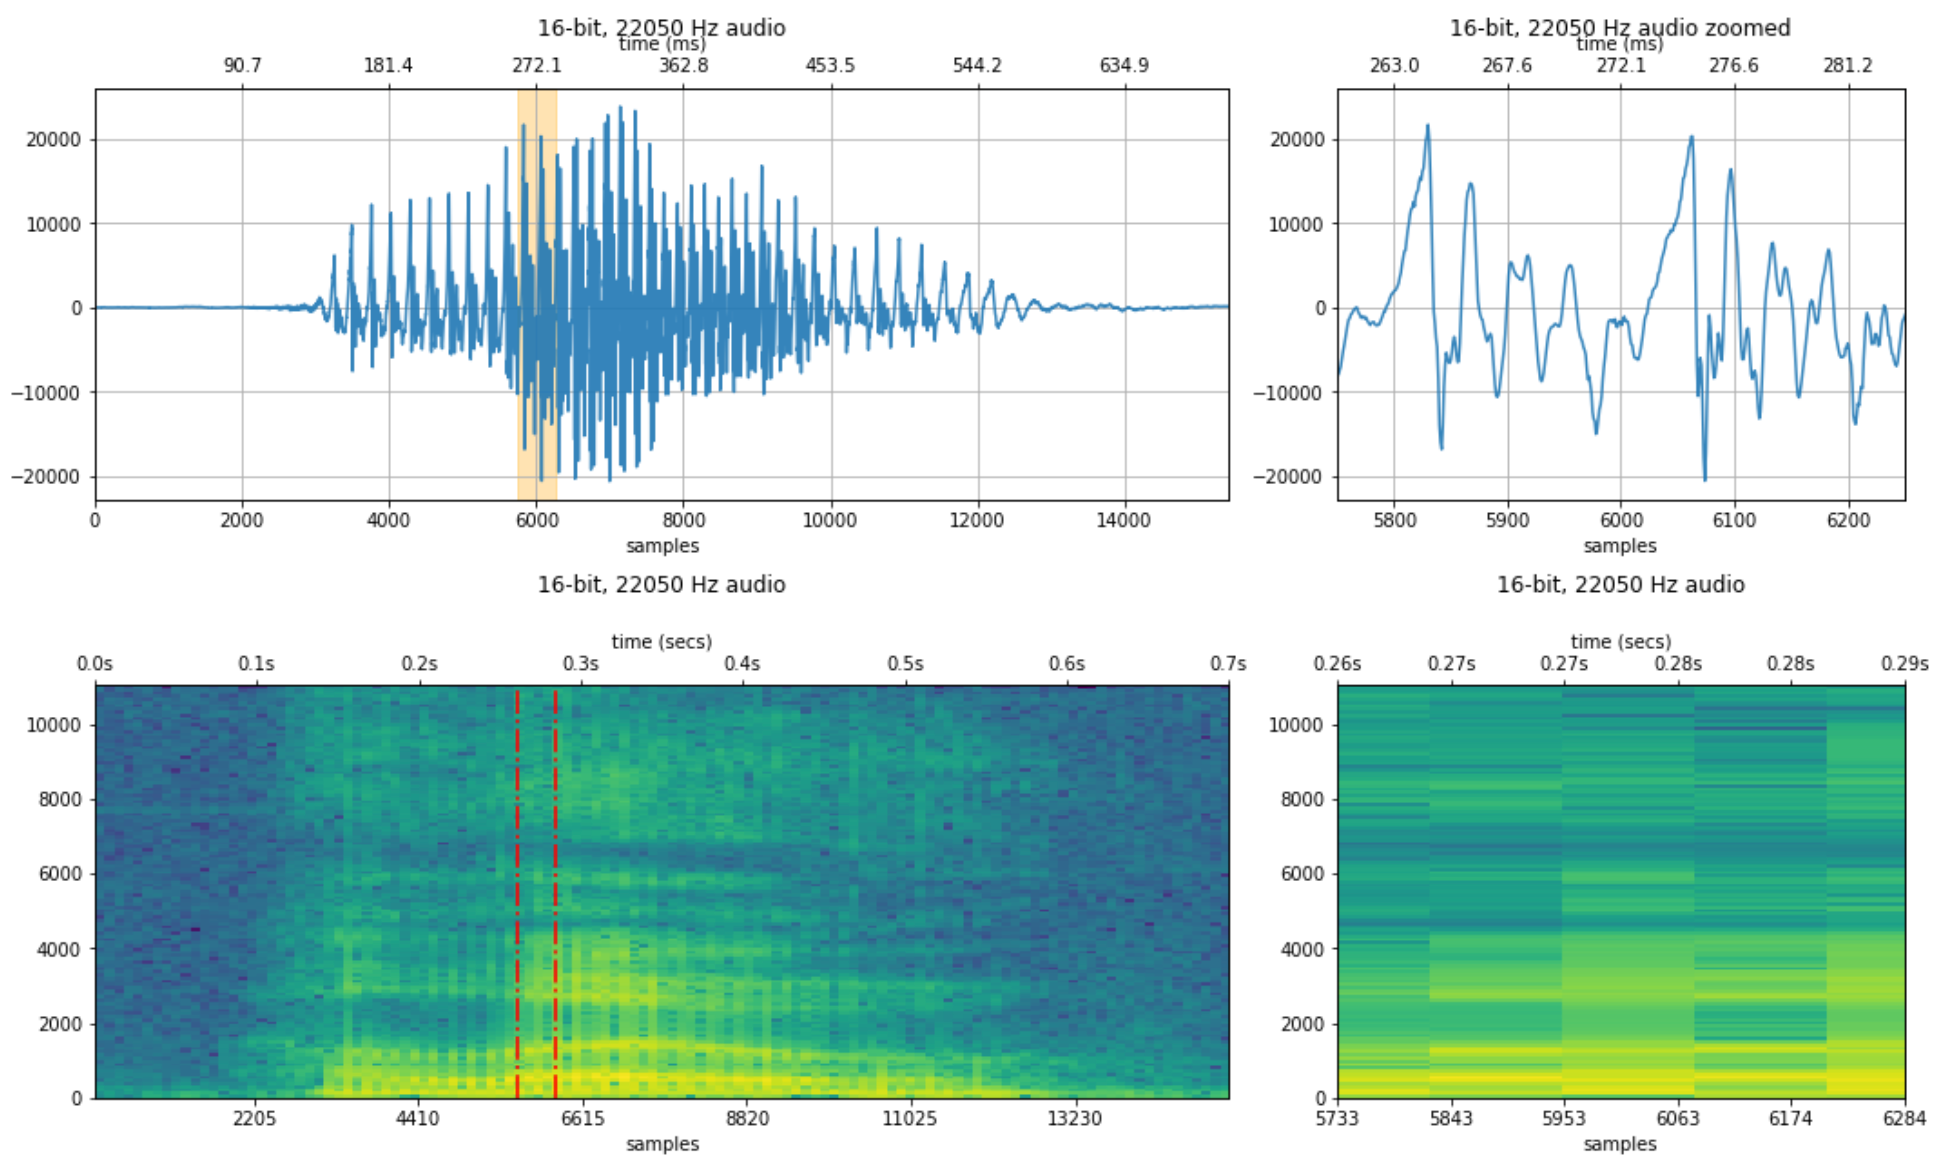 16-bit, 22050 Hz audio
time (ms)
90.7 181.4 272.1 362.8 453.5 544.2 634.9
20000
10000
0
−10000
−20000
0 2000 4000 6000 8000 10000 12000 14000
samples
16-bit, 22050 Hz audio zoomed
time (ms)
263.0 267.6 272.1 276.6 281.2
20000
10000
0
−10000
−20000
5800 5900 6000 6100 6200
samples
16-bit, 22050 Hz audio
time (secs)
0.0s 0.1s 0.2s 0.3s 0.4s 0.5s 0.6s 0.7s
10000
8000
6000
4000
2000
0
2205 4410 6615 8820 11025 13230
samples
16-bit, 22050 Hz audio
time (secs)
0.26s 0.27s 0.27s 0.28s 0.28s 0.29s
10000
8000
6000
4000
2000
0
5733 5843 5953 6063 6174 6284
samples